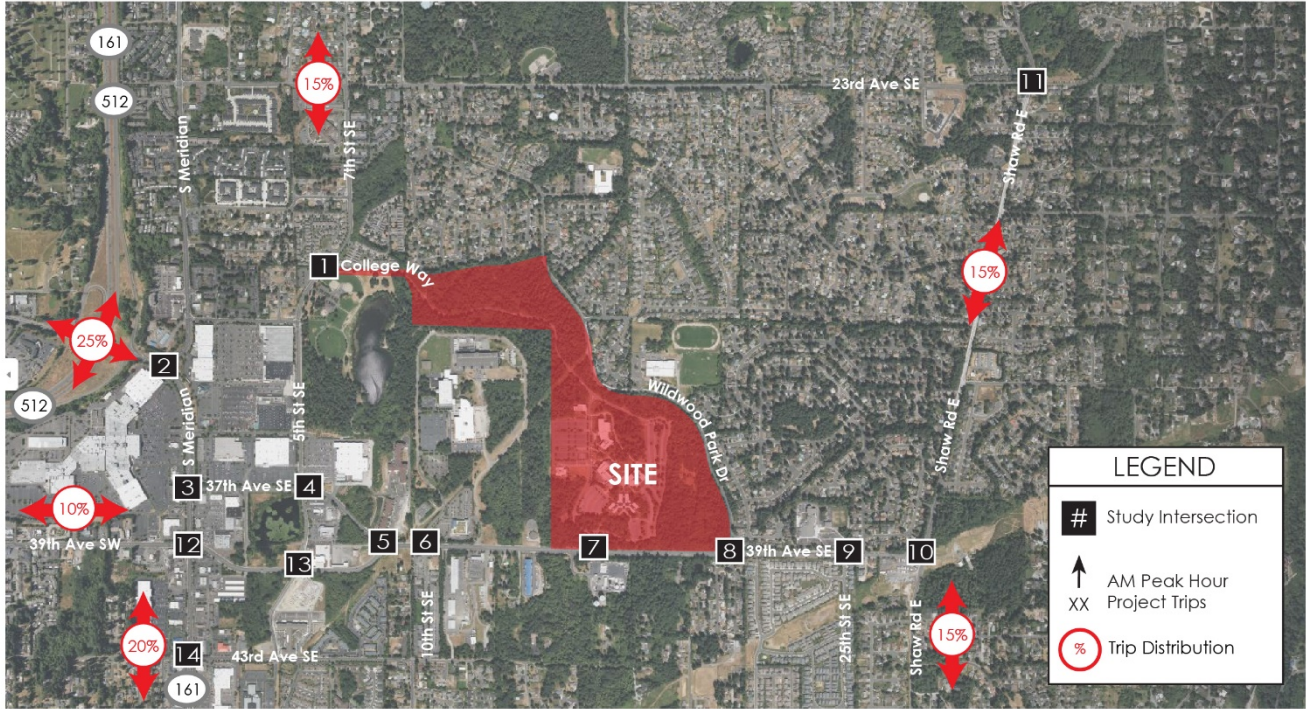 161
512
15%
S Meridian
7th St SE
23rd Ave SE
11
Shaw Rd E
1 College Way
25%
2
512
S Meridian
5th St SE
15%
Wildwood Park Dr
Shaw Rd E
SITE
3 37th Ave SE 4
10%
39th Ave SW
12
13
5
6
7
8 39th Ave SE 9
10
10th St SE
25th St SE
Shaw Rd E
15%
20%
14
43rd Ave SE
161
LEGEND
# Study Intersection
XX
AM Peak Hour
Project Trips
% Trip Distribution